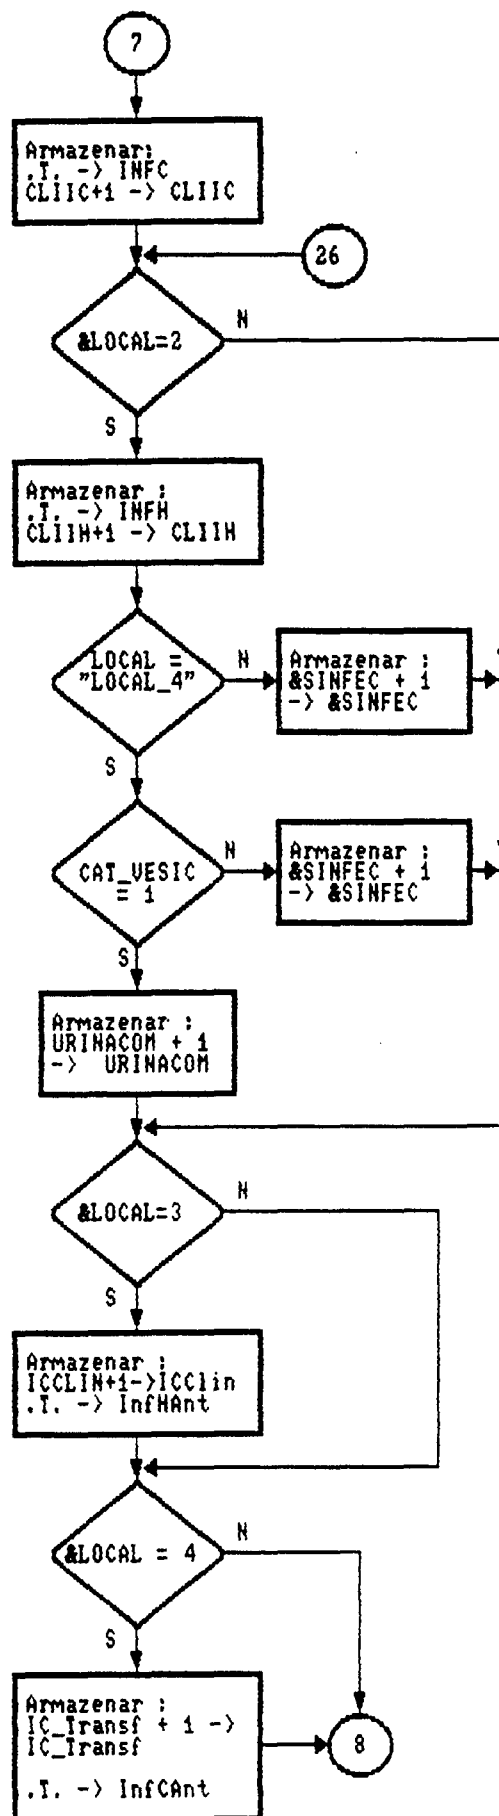 7
Armazenar:
.T. -> INFC
CLIIC+1 -> CLIIC
26
&LOCAL=2
N
S
Armazenar :
.T. -> INFH
CLIIH+1 -> CLIIH
LOCAL =
"LOCAL_4"
N
Armazenar :
&SINFEC + 1
-> &SINFEC
S
CAT_VESIC
= 1
N
Armazenar :
&SINFEC + 1
-> &SINFEC
S
Armazenar :
URINACOM + 1
-> URINACOM
&LOCAL=3
N
S
Armazenar :
ICCLIN+1->ICClin
.T. -> InfHAnt
&LOCAL = 4
N
S
Armazenar :
IC_Transf + 1 ->
IC_Transf
.T. -> InfCAnt
8